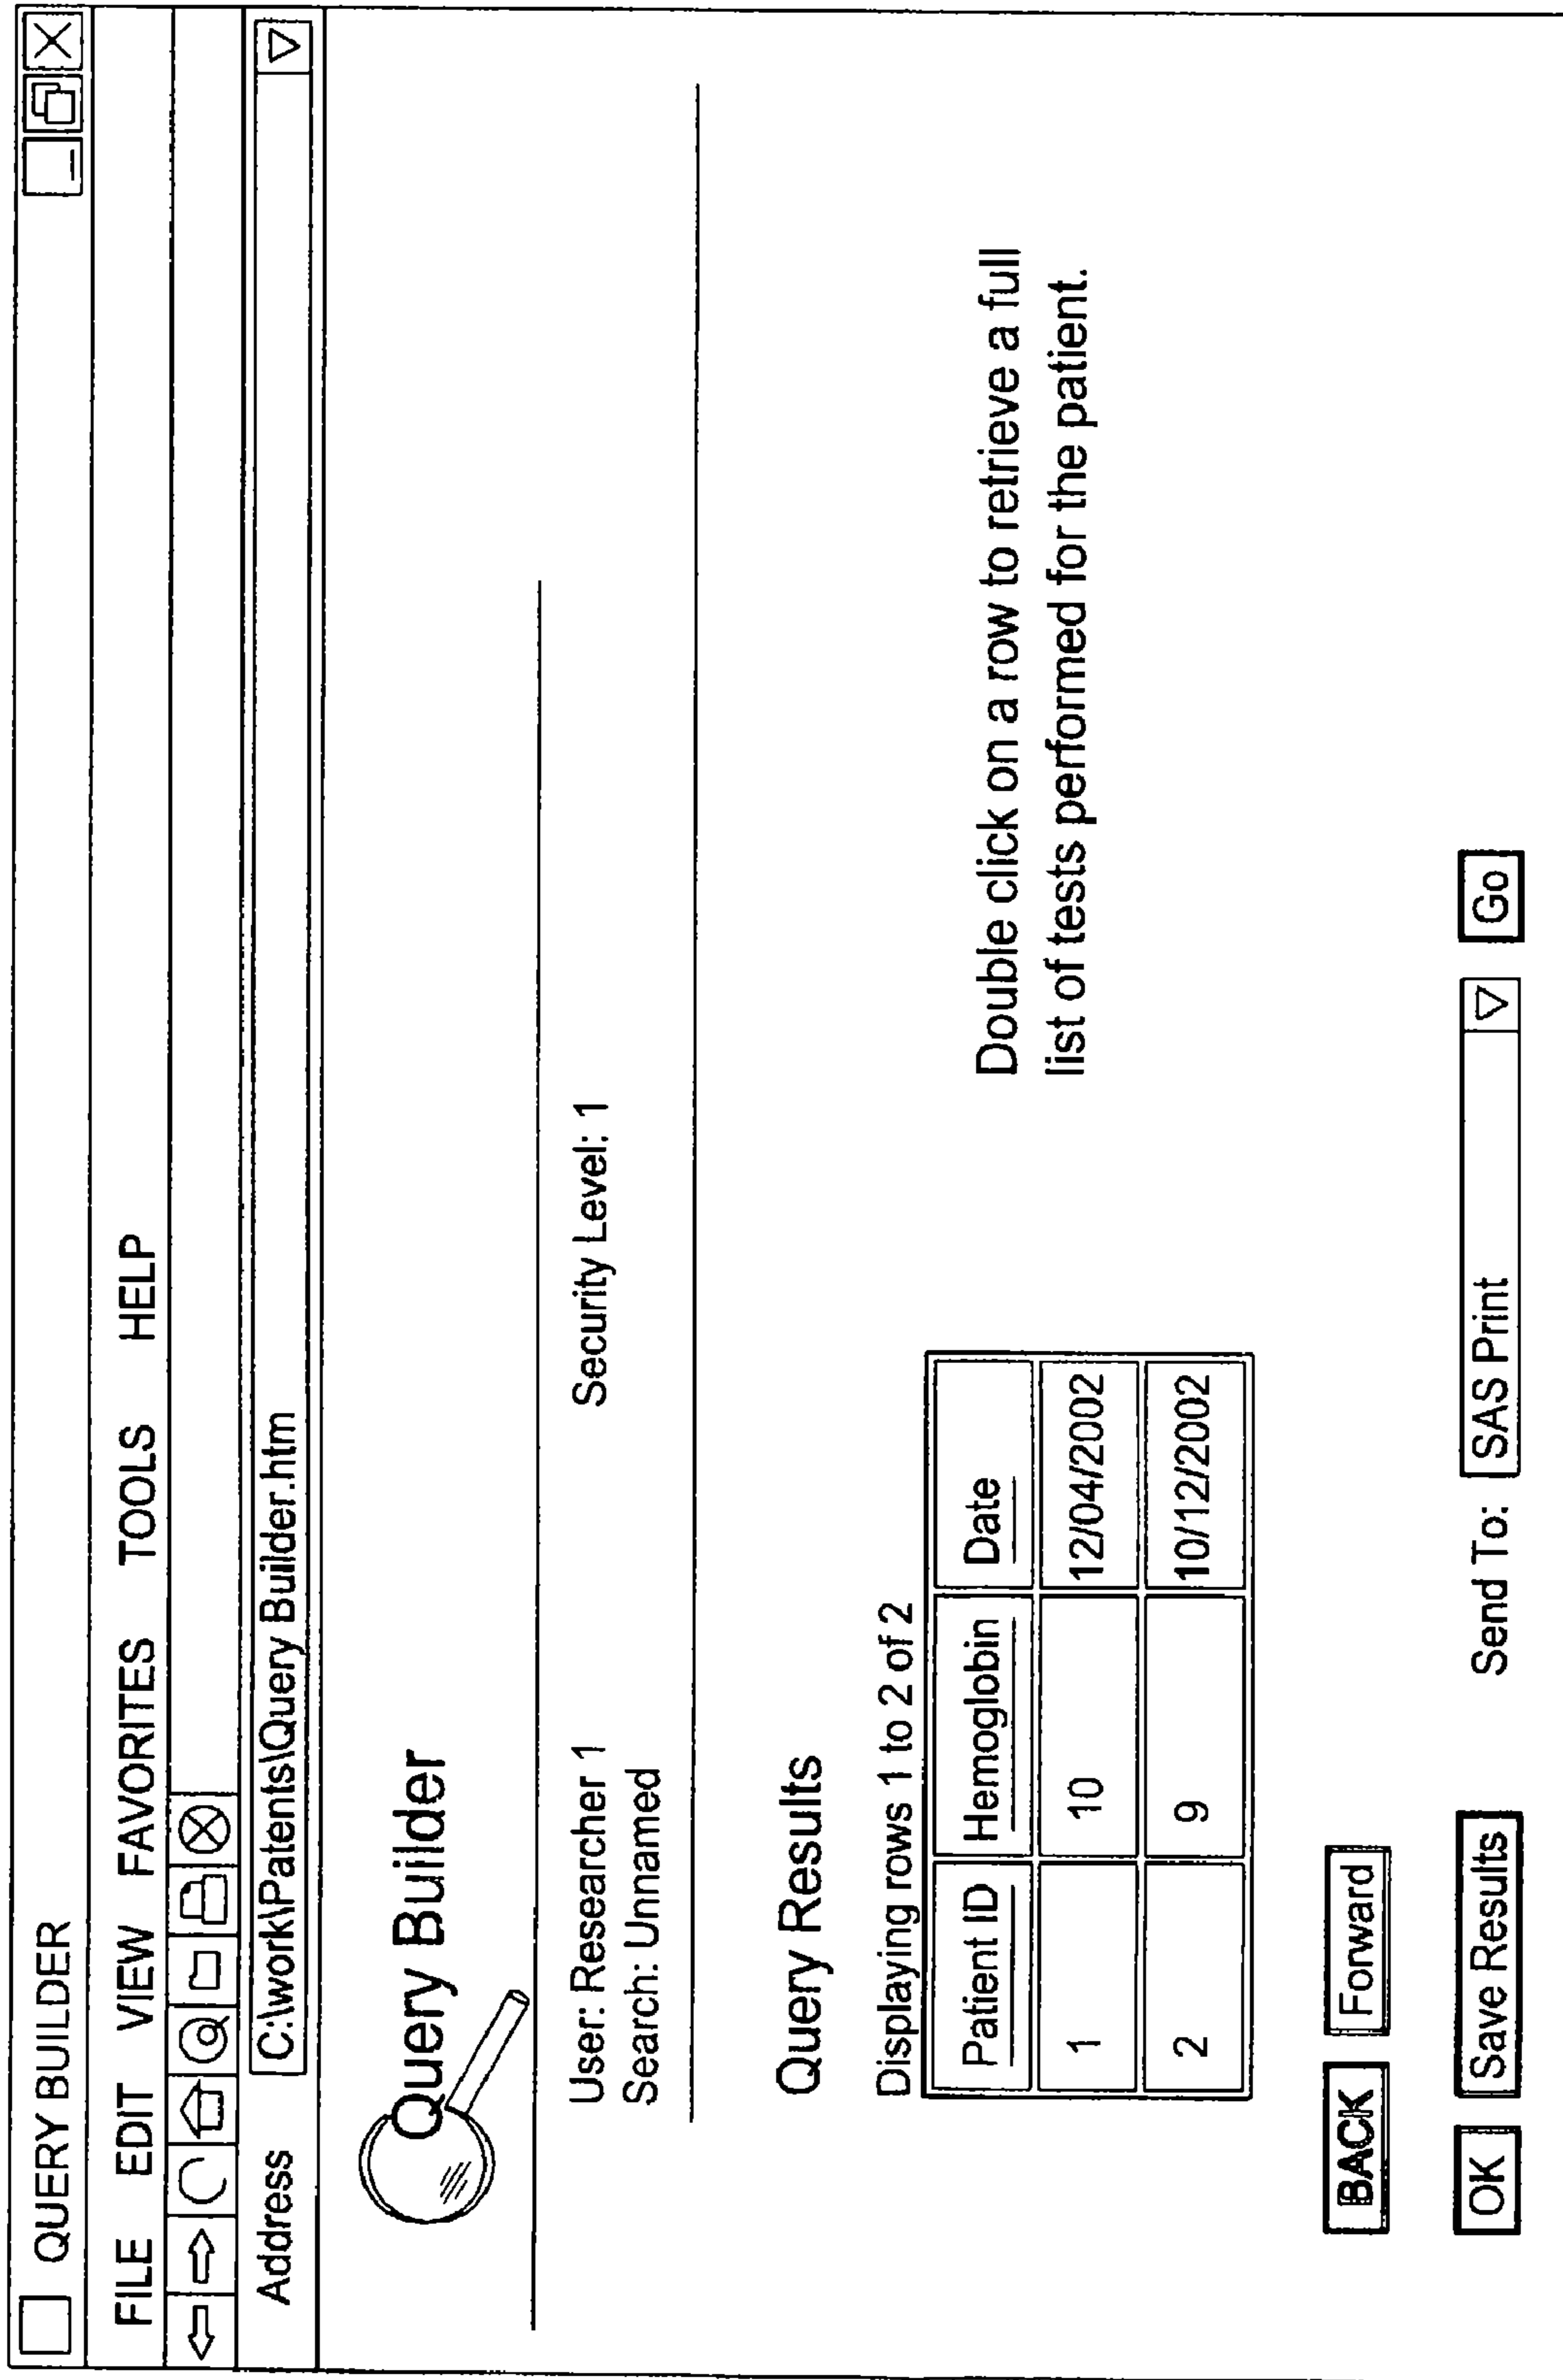 QUERY BUILDER
FILE EDIT VIEW FAVORITES TOOLS HELP
Address C:\work\Patents\Query Builder.htm
Query Builder
User: Researcher 1 Security Level: 1
Search: Unnamed
Query Results
Displaying rows 1 to 2 of 2
Patient ID Hemoglobin Date
1 10 12/04/2002
2 9 10/12/2002
Double click on a row to retrieve a full
list of tests performed for the patient.
BACK Forward
OK Save Results Send To: SAS Print Go